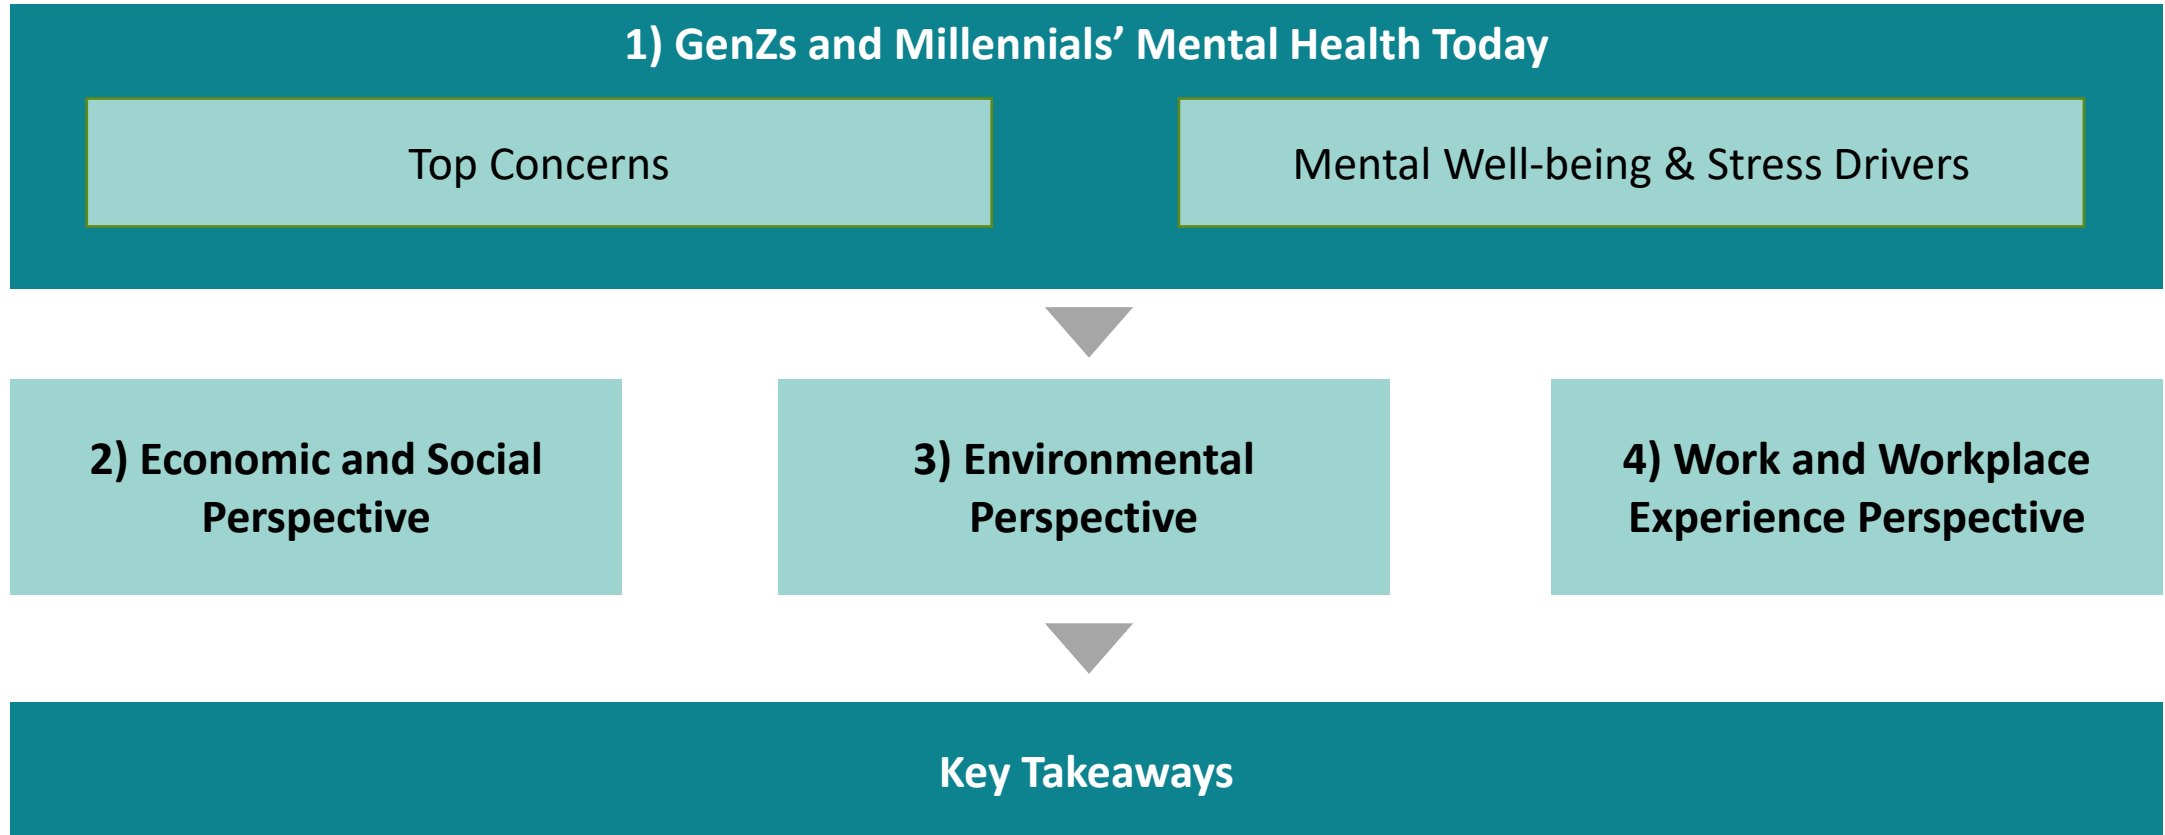 1) GenZs and Millennials’ Mental Health Today
Top Concerns
Mental Well-being & Stress Drivers
2) Economic and Social
Perspective
3) Environmental
Perspective
4) Work and Workplace
Experience Perspective
Key Takeaways